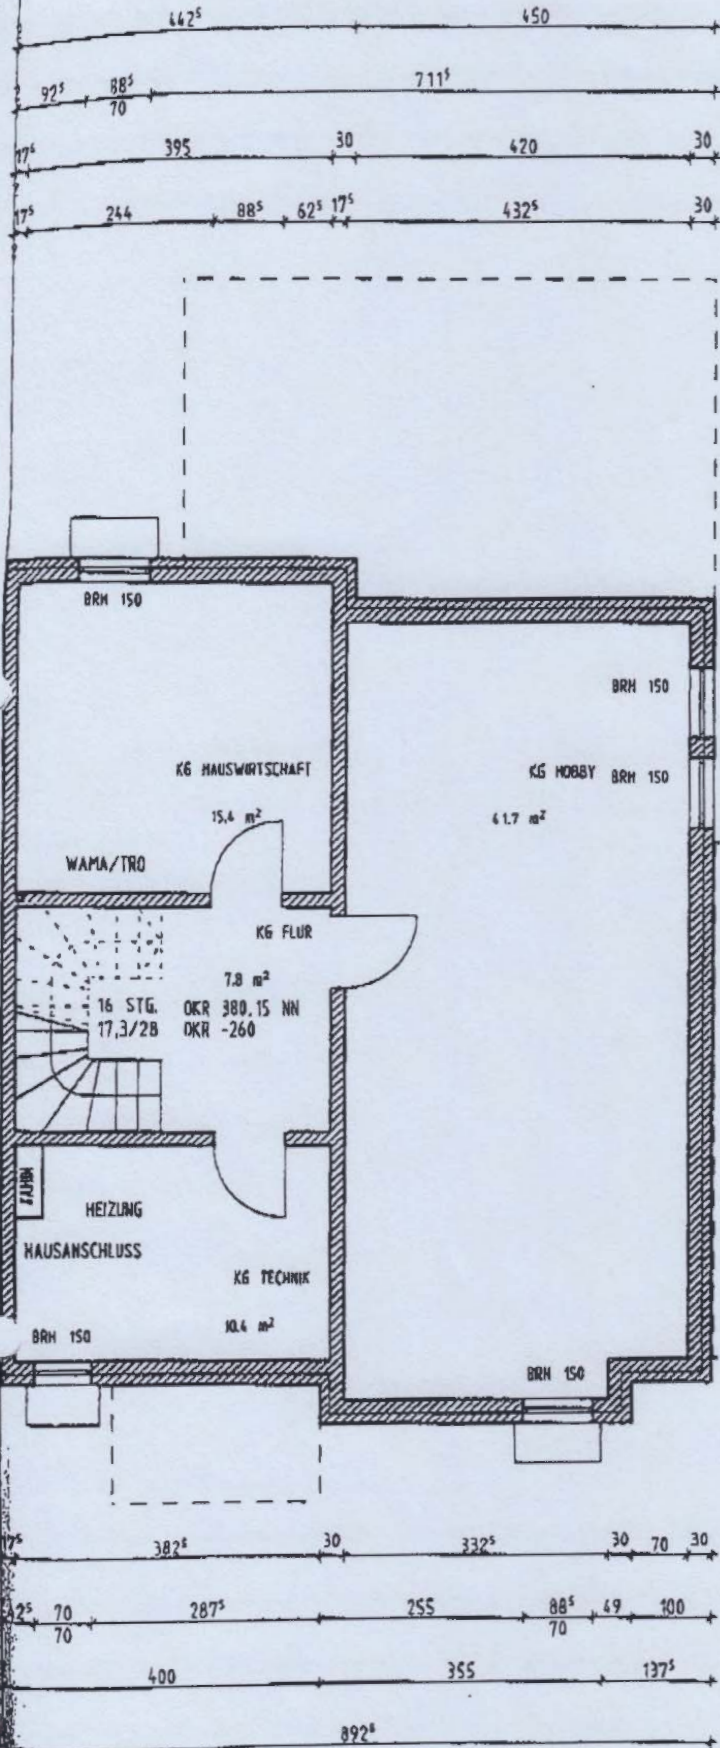 442⁵ 450
92⁵ 88⁵ 711⁵
70
17⁵ 395 30 420 30
17⁵ 244 88⁵ 62⁵ 17⁵ 432⁵ 30
BRH 150
BRH 150
KG HAUSWIRTSCHAFT
KG HOBBY BRH 150
15,4 m²
41.7 m²
WAMA/TRO
KG FLUR
7.8 m²
16 STG. OKR 380.15 NN
17,3/28 OKR -260
HEIZUNG
HAUSANSCHLUSS
KG TECHNIK
10.4 m²
BRH 150
BRH 150
7⁵ 382⁵ 30 332⁵ 30 70 30
42⁵ 70 287⁵ 255 88⁵ 49 100
70 70
400 355 137⁵
892⁵